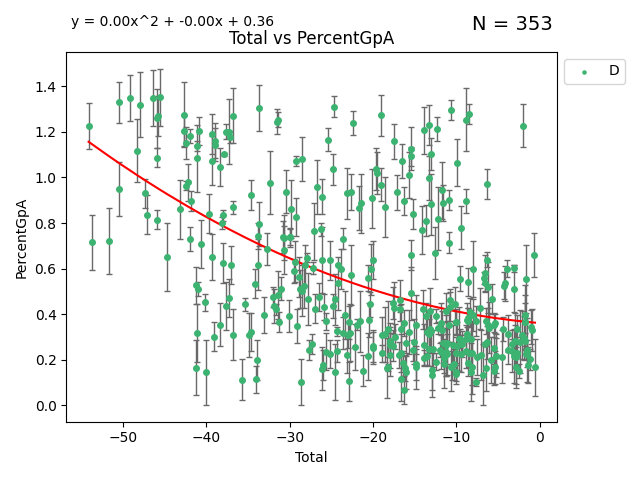 y = 0.00x^2 + -0.00x + 0.36
N = 353
Total vs PercentGpA
D
PercentGpA
1.4
1.2
1.0
0.8
0.6
0.4
0.2
0.0
−50
−40
−30
−20
−10
0
Total